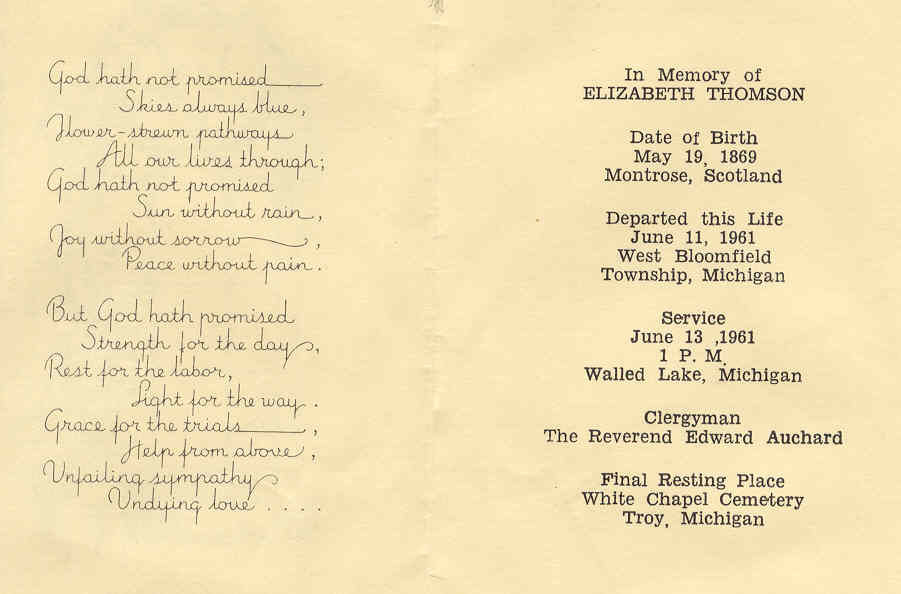 God hath not promised
Skies always blue,
Flower-strewn pathways
All our lives through;
God hath not promised
Sun without rain,
Joy without sorrow,
Peace without pain.
But God hath promised
Strength for the day,
Rest for the labor,
Light for the way.
Grace for the trials,
Help from above,
Unfailing sympathy
Undying love . . . .
In Memory of
ELIZABETH THOMSON
Date of Birth
May 19, 1869
Montrose, Scotland
Departed this Life
June 11, 1961
West Bloomfield
Township, Michigan
Service
June 13 ,1961
1 P. M.
Walled Lake, Michigan
Clergyman
The Reverend Edward Auchard
Final Resting Place
White Chapel Cemetery
Troy, Michigan